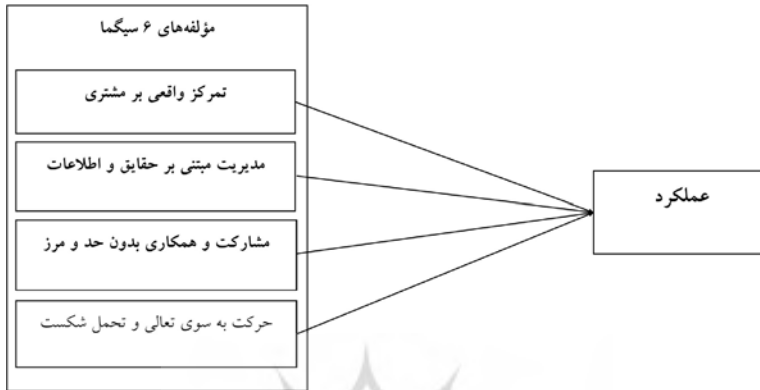 مؤلفه‌های ۶ سیگما
تمرکز واقعی بر مشتری
مدیریت مبتنی بر حقایق و اطلاعات
مشارکت و همکاری بدون حد و مرز
حرکت به سوی تعالی و تحمل شکست
عملکرد